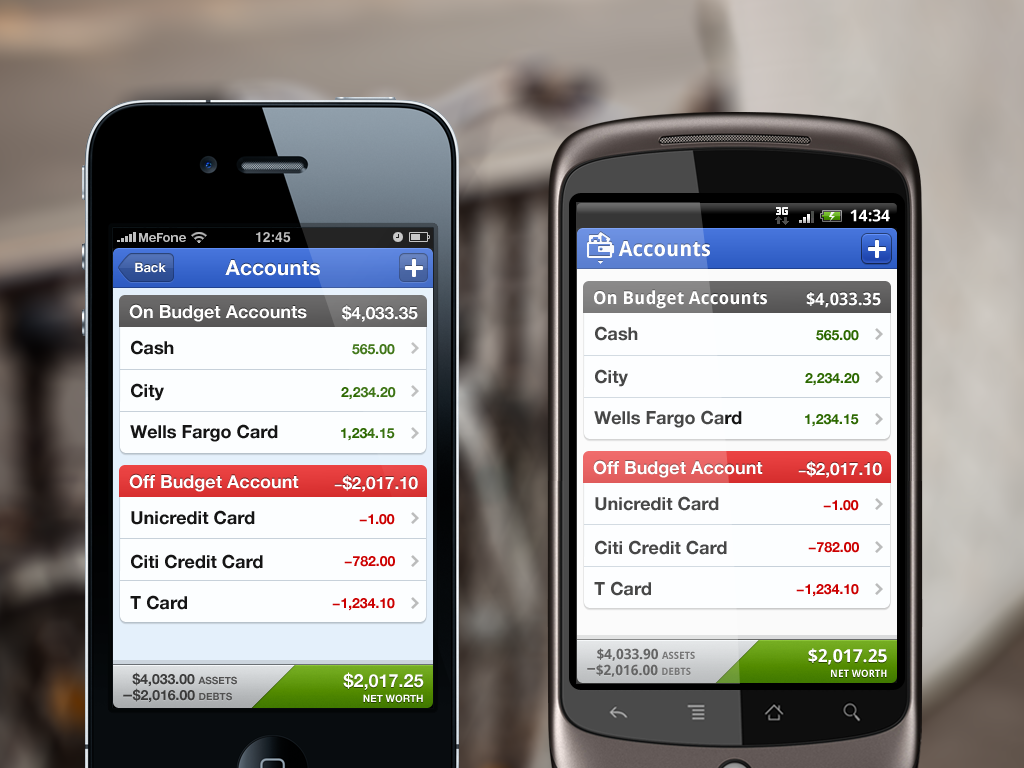 MeFone 12:45
Back Accounts
On Budget Accounts $4,033.35
Cash 565.00
City 2,234.20
Wells Fargo Card 1,234.15
Off Budget Account –$2,017.10
Unicredit Card –1.00
Citi Credit Card –782.00
T Card –1,234.10
$4,033.00 ASSETS
–$2,016.00 DEBTS
$2,017.25
NET WORTH
3G 14:34
Accounts
On Budget Accounts $4,033.35
Cash 565.00
City 2,234.20
Wells Fargo Card 1,234.15
Off Budget Account –$2,017.10
Unicredit Card –1.00
Citi Credit Card –782.00
T Card –1,234.10
$4,033.90 ASSETS
–$2,016.00 DEBTS
$2,017.25
NET WORTH